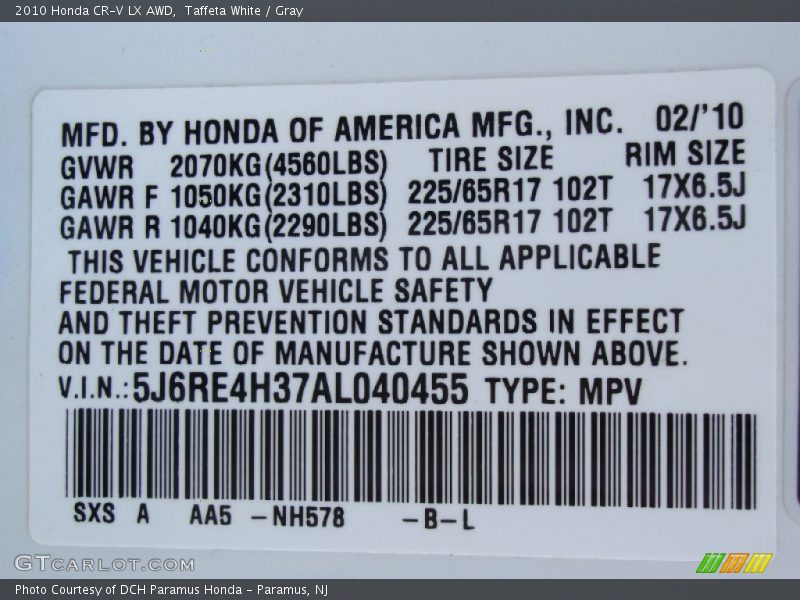 2010 Honda CR-V LX AWD,  Taffeta White / Gray
MFD. BY HONDA OF AMERICA MFG., INC.  02/'10
GVWR  2070KG(4560LBS)  TIRE SIZE  RIM SIZE
GAWR F 1050KG(2310LBS)  225/65R17 102T  17X6.5J
GAWR R 1040KG(2290LBS)  225/65R17 102T  17X6.5J
THIS VEHICLE CONFORMS TO ALL APPLICABLE
FEDERAL MOTOR VEHICLE SAFETY
AND THEFT PREVENTION STANDARDS IN EFFECT
ON THE DATE OF MANUFACTURE SHOWN ABOVE.
V.I.N.:5J6RE4H37AL040455  TYPE: MPV
SXS  A  AA5  -NH578  -B-L
GTCARLOT.COM
Photo Courtesy of DCH Paramus Honda - Paramus, NJ